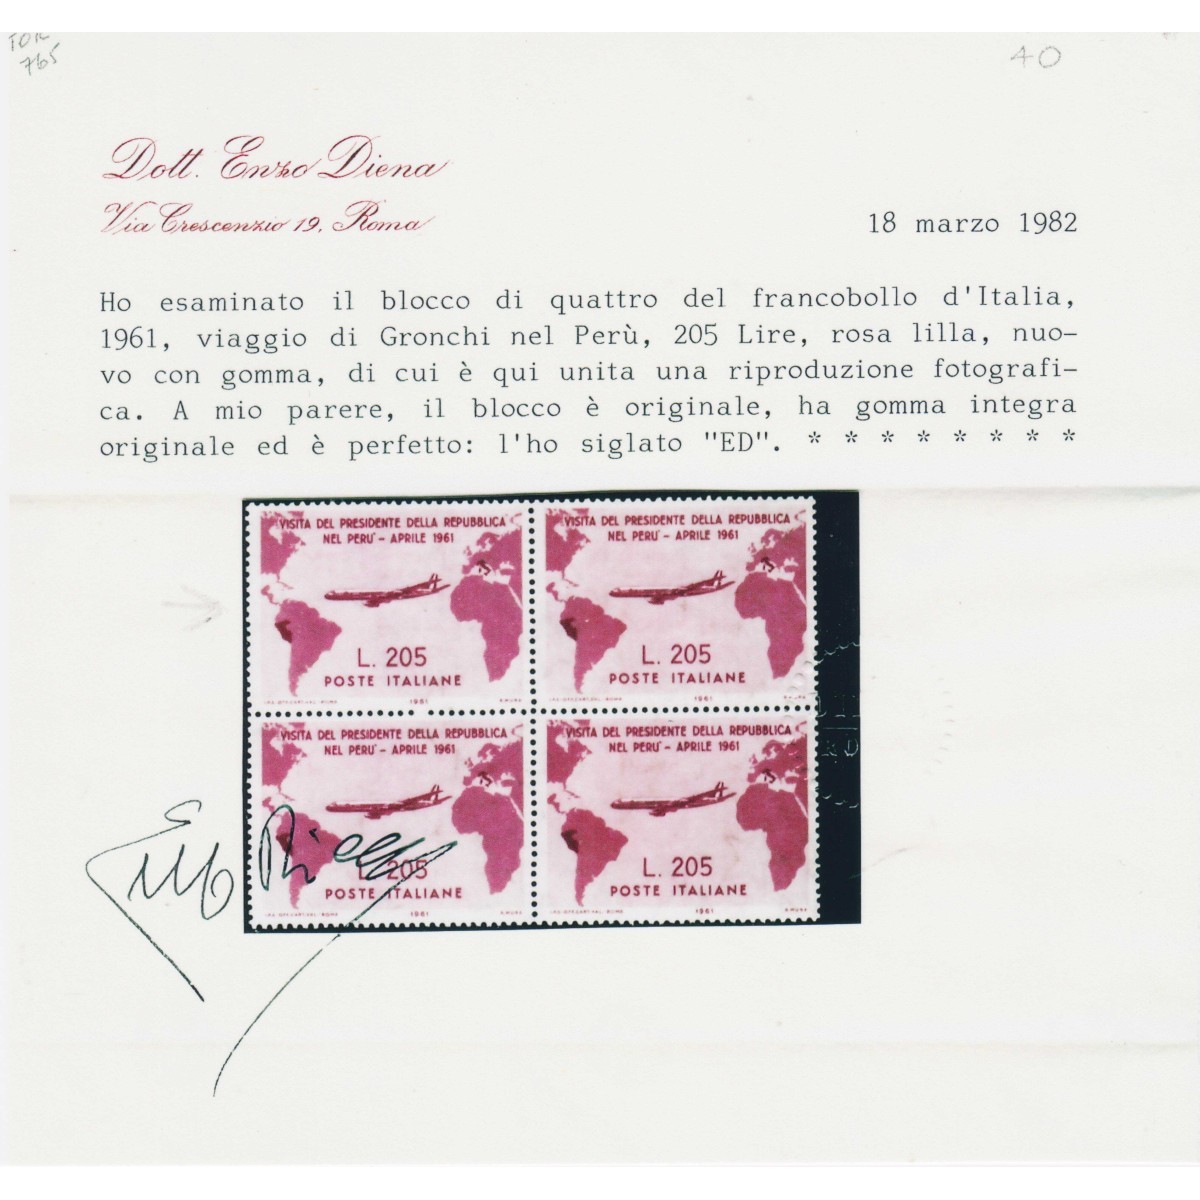 TOR
765
40
Dott. Enzo Diena
Via Crescenzio 19, Roma
18 marzo 1982
Ho esaminato il blocco di quattro del francobollo d'Italia,
1961, viaggio di Gronchi nel Perù, 205 Lire, rosa lilla, nuo-
vo con gomma, di cui è qui unita una riproduzione fotografi-
ca. A mio parere, il blocco è originale, ha gomma integra
originale ed è perfetto: l'ho siglato "ED". * * * * * * * *
VISITA DEL PRESIDENTE DELLA REPUBBLICA
NEL PERU' - APRILE 1961
L. 205
POSTE ITALIANE
1961
VISITA DEL PRESIDENTE DELLA REPUBBLICA
NEL PERU' - APRILE 1961
L. 205
POSTE ITALIANE
1961
VISITA DEL PRESIDENTE DELLA REPUBBLICA
NEL PERU' - APRILE 1961
L. 205
POSTE ITALIANE
1961
VISITA DEL PRESIDENTE DELLA REPUBBLICA
NEL PERU' - APRILE 1961
L. 205
POSTE ITALIANE
1961
Enzo Diena